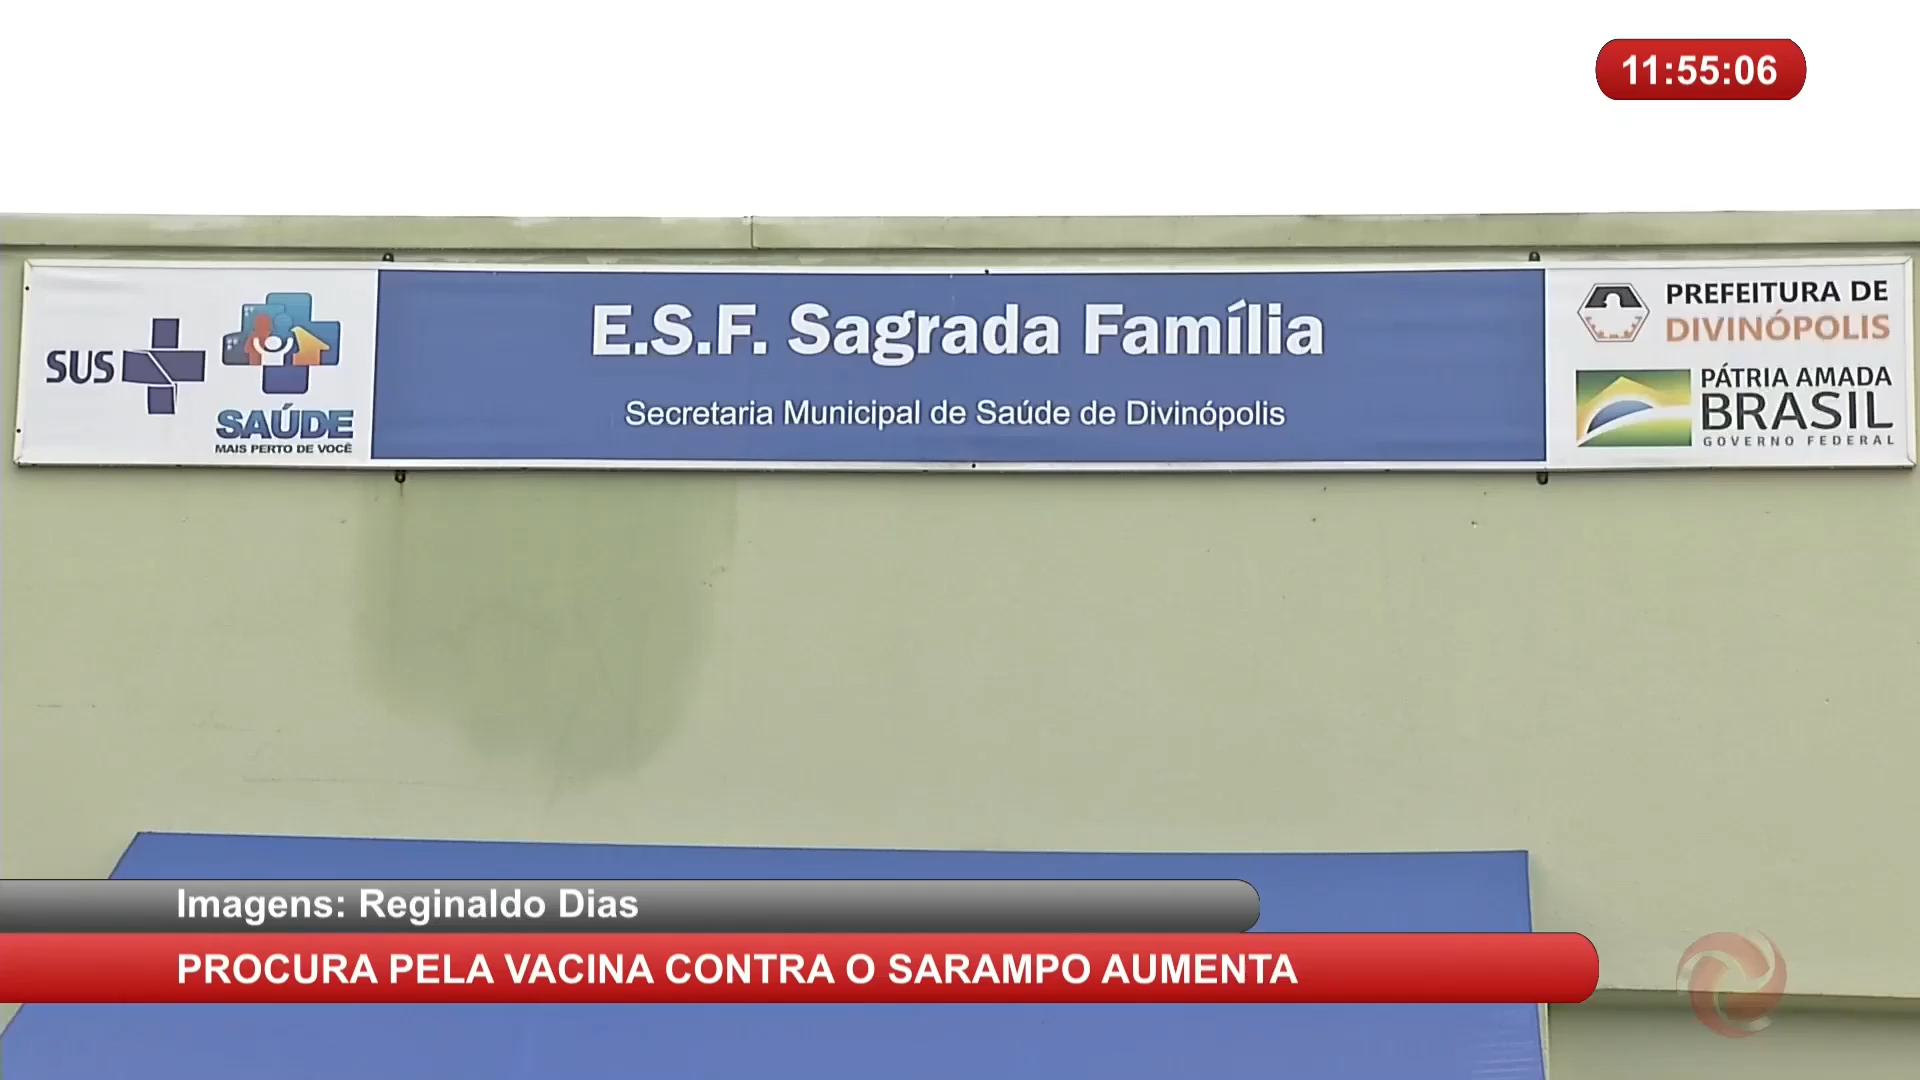 11:55:06
SUS
SAÚDE
MAIS PERTO DE VOCÊ
E.S.F. Sagrada Família
Secretaria Municipal de Saúde de Divinópolis
PREFEITURA DE
DIVINÓPOLIS
PÁTRIA AMADA
BRASIL
GOVERNO FEDERAL
Imagens: Reginaldo Dias
PROCURA PELA VACINA CONTRA O SARAMPO AUMENTA